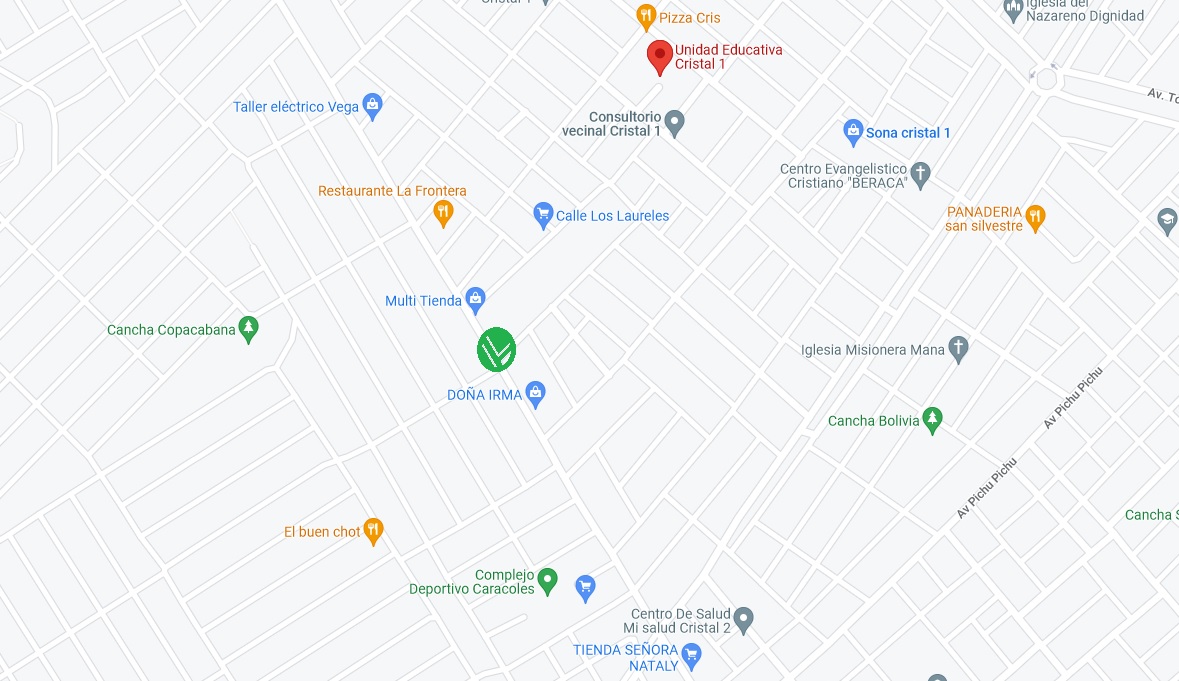 Cristal 1
Pizza Cris
Iglesia del
Nazareno Dignidad
Unidad Educativa
Cristal 1
Av. To
Taller eléctrico Vega
Consultorio
vecinal Cristal 1
Sona cristal 1
Centro Evangelistico
Cristiano "BERACA"
Restaurante La Frontera
Calle Los Laureles
PANADERIA
san silvestre
Multi Tienda
Cancha Copacabana
Iglesia Misionera Mana
DOÑA IRMA
Av Pichu Pichu
Cancha Bolivia
Av Pichu Pichu
Cancha S
El buen chot
Complejo
Deportivo Caracoles
Centro De Salud
Mi salud Cristal 2
TIENDA SEÑORA
NATALY